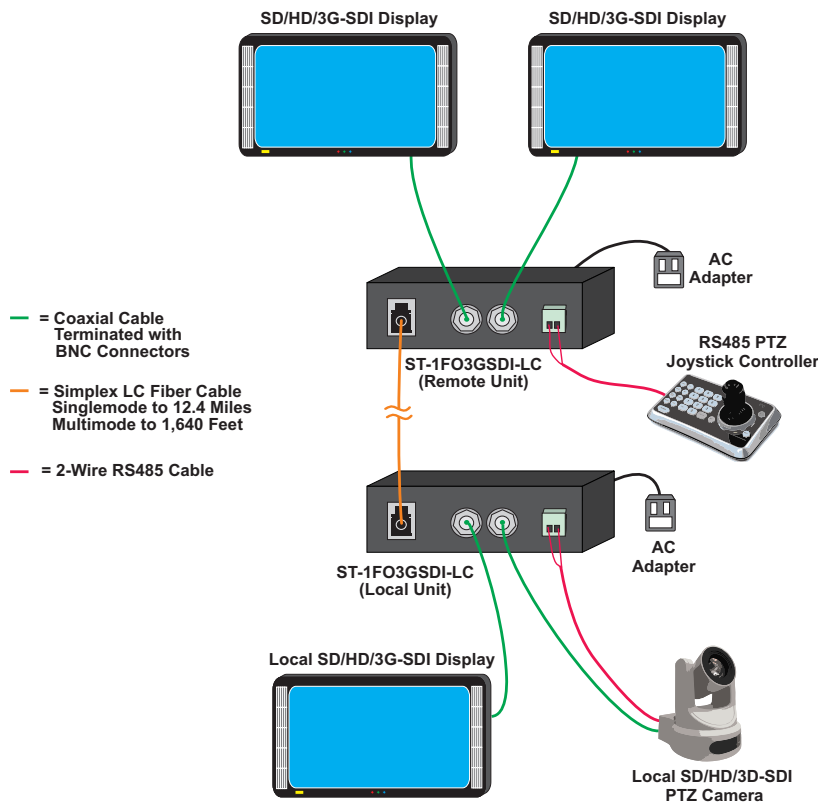 SD/HD/3G-SDI Display
SD/HD/3G-SDI Display
AC
Adapter
= Coaxial Cable
Terminated with
BNC Connectors
ST-1FO3GSDI-LC
(Remote Unit)
RS485 PTZ
Joystick Controller
= Simplex LC Fiber Cable
Singlemode to 12.4 Miles
Multimode to 1,640 Feet
= 2-Wire RS485 Cable
ST-1FO3GSDI-LC
(Local Unit)
AC
Adapter
Local SD/HD/3G-SDI Display
Local SD/HD/3D-SDI
PTZ Camera